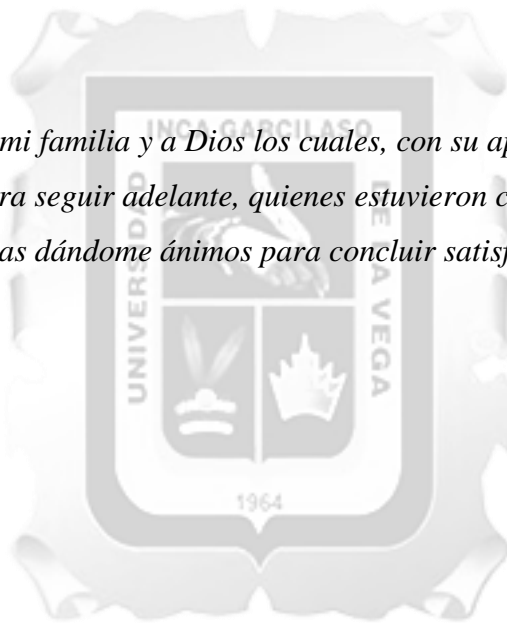 mi familia y a Dios los cuales, con su ap
ra seguir adelante, quienes estuvieron c
as dándome ánimos para concluir satisf
UNIVERSIDAD
INCA GARCILASO
DE LA VEGA
1964